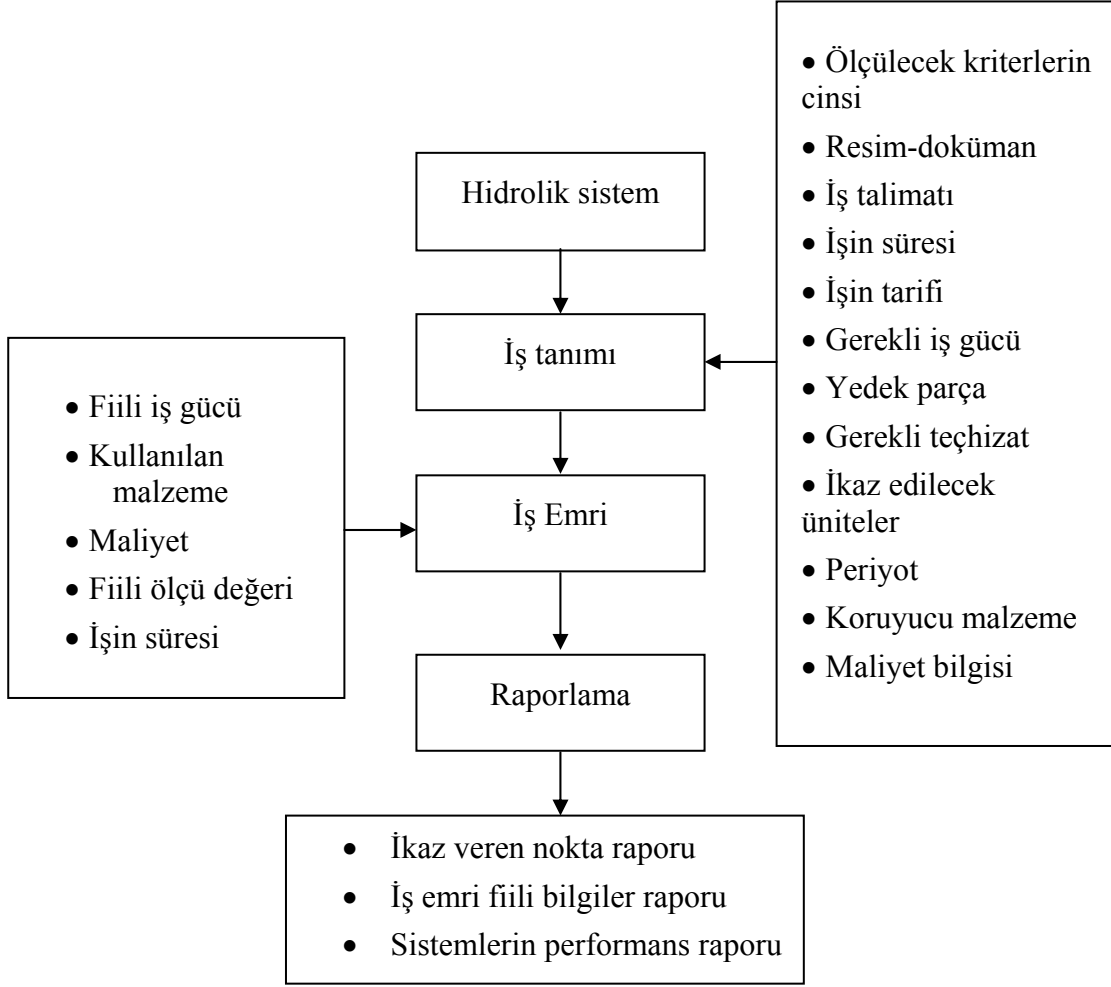 Hidrolik sistem
İş tanımı
İş Emri
Raporlama
• Ölçülecek kriterlerin
cinsi
• Resim-doküman
• İş talimatı
• İşin süresi
• İşin tarifi
• Gerekli iş gücü
• Yedek parça
• Gerekli teçhizat
• İkaz edilecek
üniteler
• Periyot
• Koruyucu malzeme
• Maliyet bilgisi
• Fiili iş gücü
• Kullanılan
malzeme
• Maliyet
• Fiili ölçü değeri
• İşin süresi
• İkaz veren nokta raporu
• İş emri fiili bilgiler raporu
• Sistemlerin performans raporu